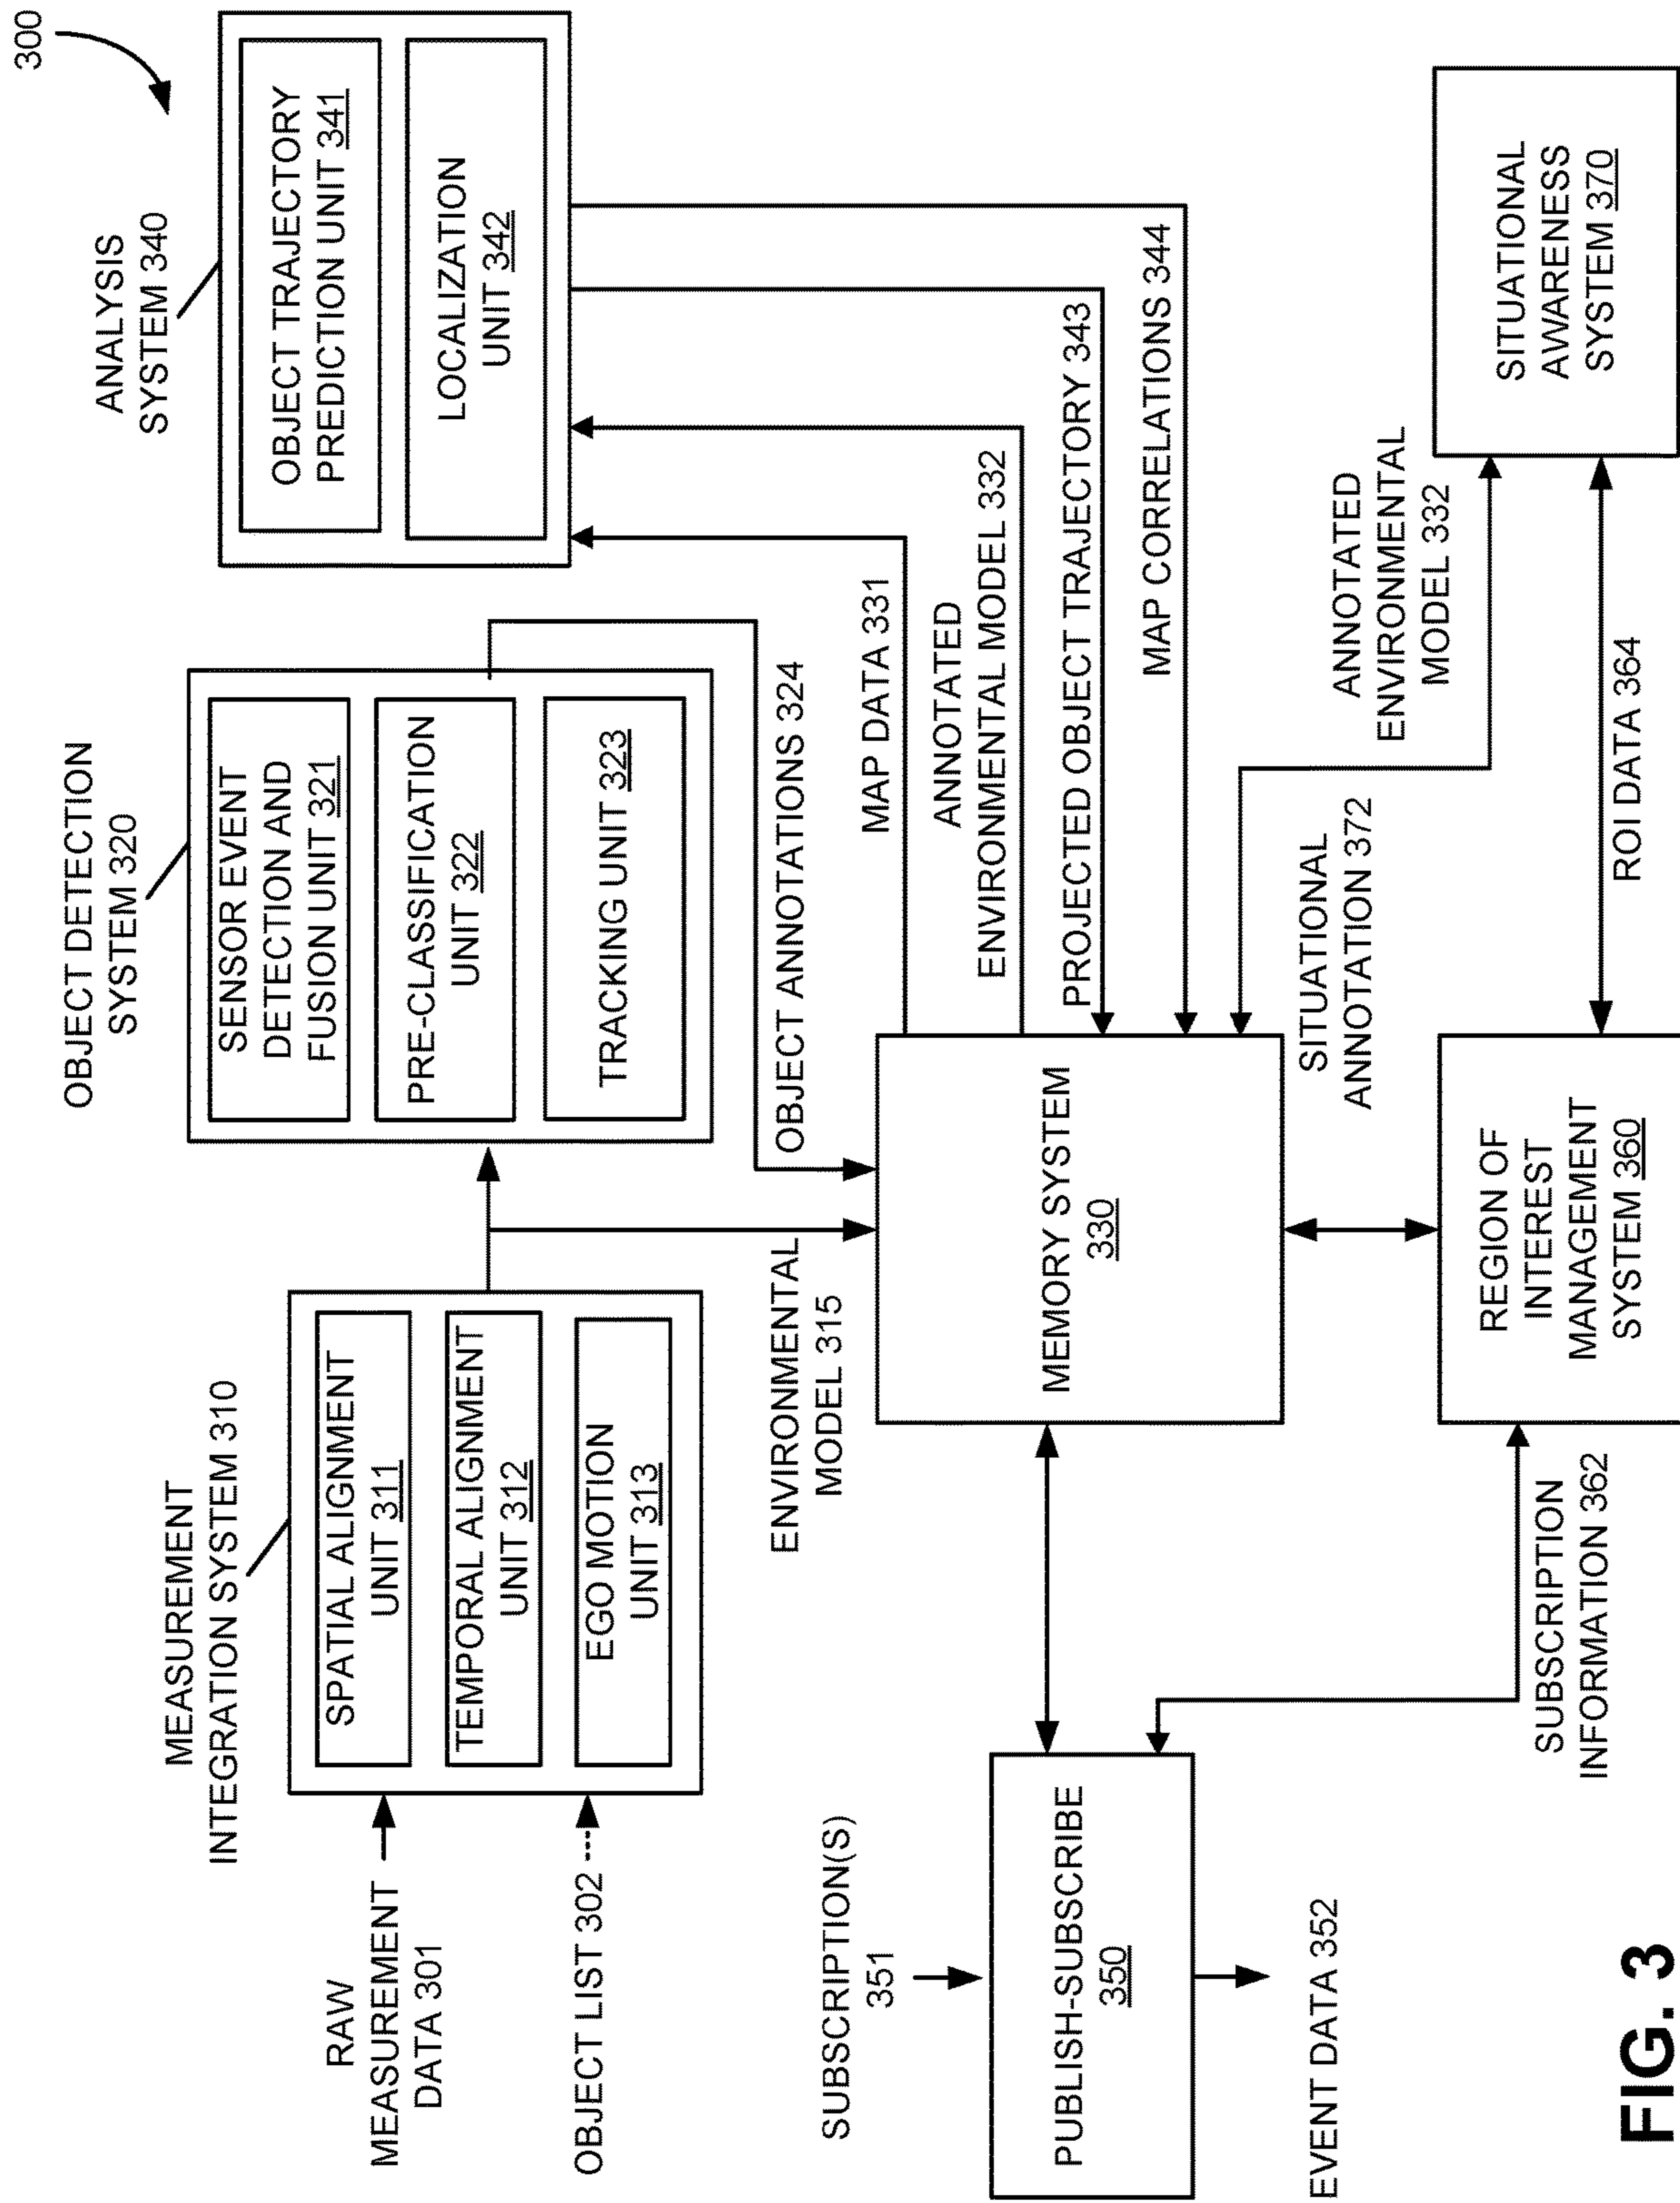 300
MEASUREMENT
INTEGRATION SYSTEM 310
RAW
MEASUREMENT
DATA 301
OBJECT LIST 302
SPATIAL ALIGNMENT
UNIT 311
TEMPORAL ALIGNMENT
UNIT 312
EGO MOTION
UNIT 313
OBJECT DETECTION
SYSTEM 320
SENSOR EVENT
DETECTION AND
FUSION UNIT 321
PRE-CLASSIFICATION
UNIT 322
TRACKING UNIT 323
ANALYSIS
SYSTEM 340
OBJECT TRAJECTORY
PREDICTION UNIT 341
LOCALIZATION
UNIT 342
ENVIRONMENTAL
MODEL 315
OBJECT ANNOTATIONS 324
MAP DATA 331
ANNOTATED
ENVIRONMENTAL MODEL 332
PROJECTED OBJECT TRAJECTORY 343
MAP CORRELATIONS 344
SUBSCRIPTION(S)
351
PUBLISH-SUBSCRIBE
350
EVENT DATA 352
MEMORY SYSTEM
330
SITUATIONAL
ANNOTATION 372
ANNOTATED
ENVIRONMENTAL
MODEL 332
SUBSCRIPTION
INFORMATION 362
REGION OF
INTEREST
MANAGEMENT
SYSTEM 360
ROI DATA 364
SITUATIONAL
AWARENESS
SYSTEM 370
FIG. 3